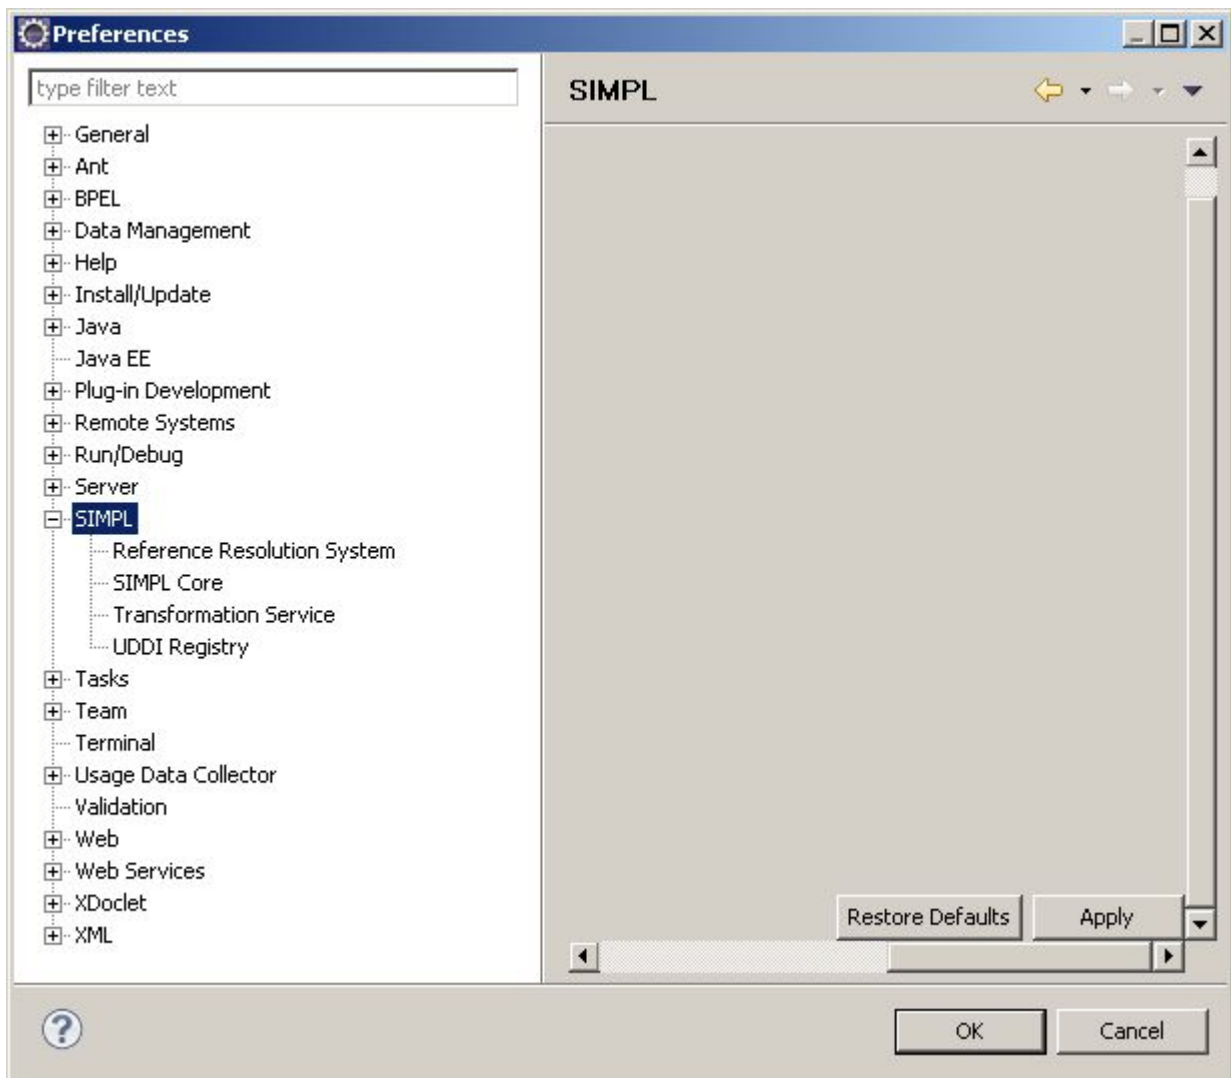 Preferences
type filter text
SIMPL
General
Ant
BPEL
Data Management
Help
Install/Update
Java
Java EE
Plug-in Development
Remote Systems
Run/Debug
Server
SIMPL
Reference Resolution System
SIMPL Core
Transformation Service
UDDI Registry
Tasks
Team
Terminal
Usage Data Collector
Validation
Web
Web Services
XDoclet
XML
Restore Defaults Apply
OK Cancel